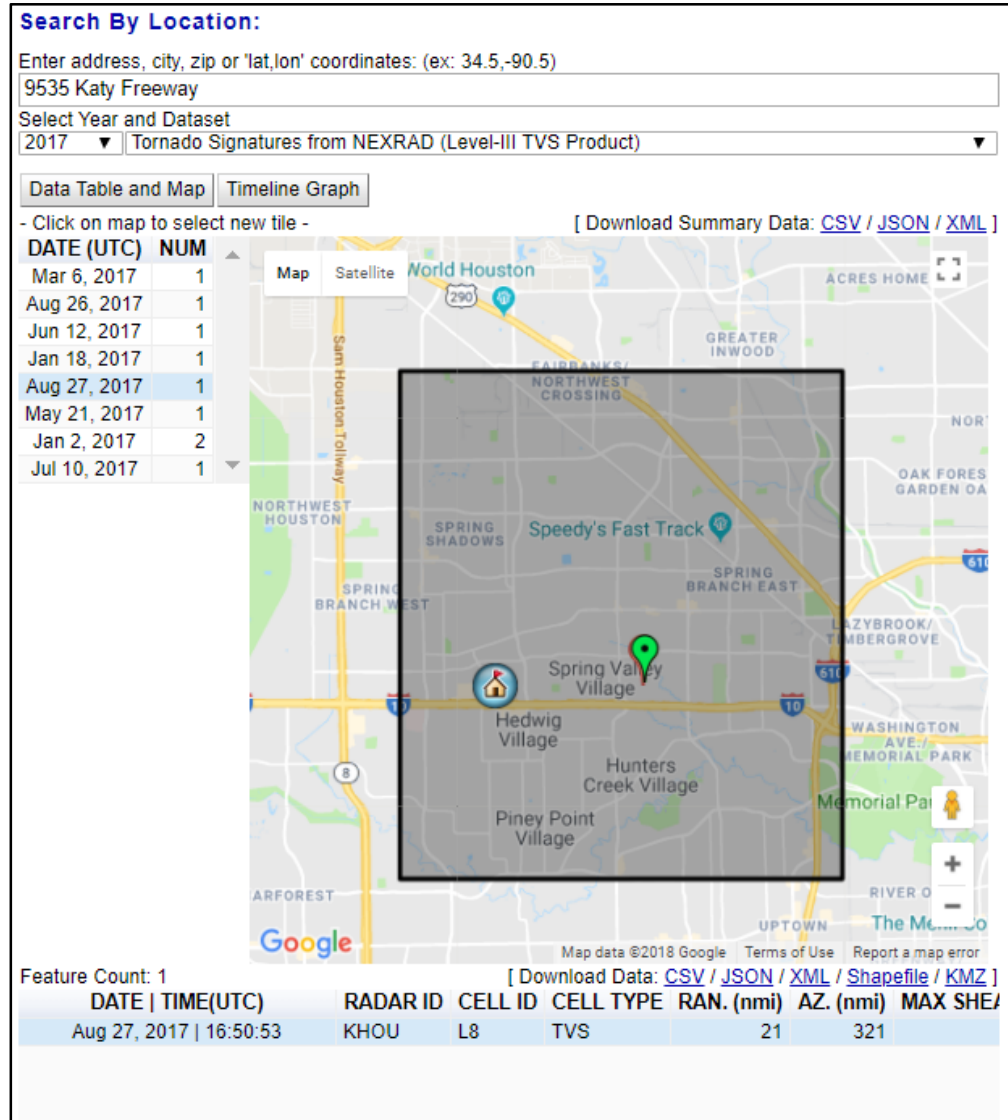 Search By Location:
Enter address, city, zip or 'lat,lon' coordinates: (ex: 34.5,-90.5)
9535 Katy Freeway
Select Year and Dataset
2017 Tornado Signatures from NEXRAD (Level-III TVS Product)
Data Table and Map Timeline Graph
- Click on map to select new tile - [ Download Summary Data: CSV / JSON / XML ]
DATE (UTC) NUM
Mar 6, 2017 1
Aug 26, 2017 1
Jun 12, 2017 1
Jan 18, 2017 1
Aug 27, 2017 1
May 21, 2017 1
Jan 2, 2017 2
Jul 10, 2017 1
Map Satellite
World Houston
290
ACRES HOME
GREATER
INWOOD
Sam Houston Tollway
FAIRBANKS/
NORTHWEST
CROSSING
NOR
OAK FORES
GARDEN OA
NORTHWEST
HOUSTON
SPRING
SHADOWS
Speedy's Fast Track
610
SPRING
BRANCH EAST
SPRING
BRANCH WEST
LAZYBROOK/
TIMBERGROVE
Spring Valley
Village
610
10
10
Hedwig
Village
WASHINGTON
AVE./
MEMORIAL PARK
8
Hunters
Creek Village
Memorial Pa
Piney Point
Village
ARFOREST
RIVER O
UPTOWN
The Menil Co
Google
Map data ©2018 Google Terms of Use Report a map error
Feature Count: 1 [ Download Data: CSV / JSON / XML / Shapefile / KMZ ]
DATE | TIME(UTC) RADAR ID CELL ID CELL TYPE RAN. (nmi) AZ. (nmi) MAX SHEA
Aug 27, 2017 | 16:50:53 KHOU L8 TVS 21 321